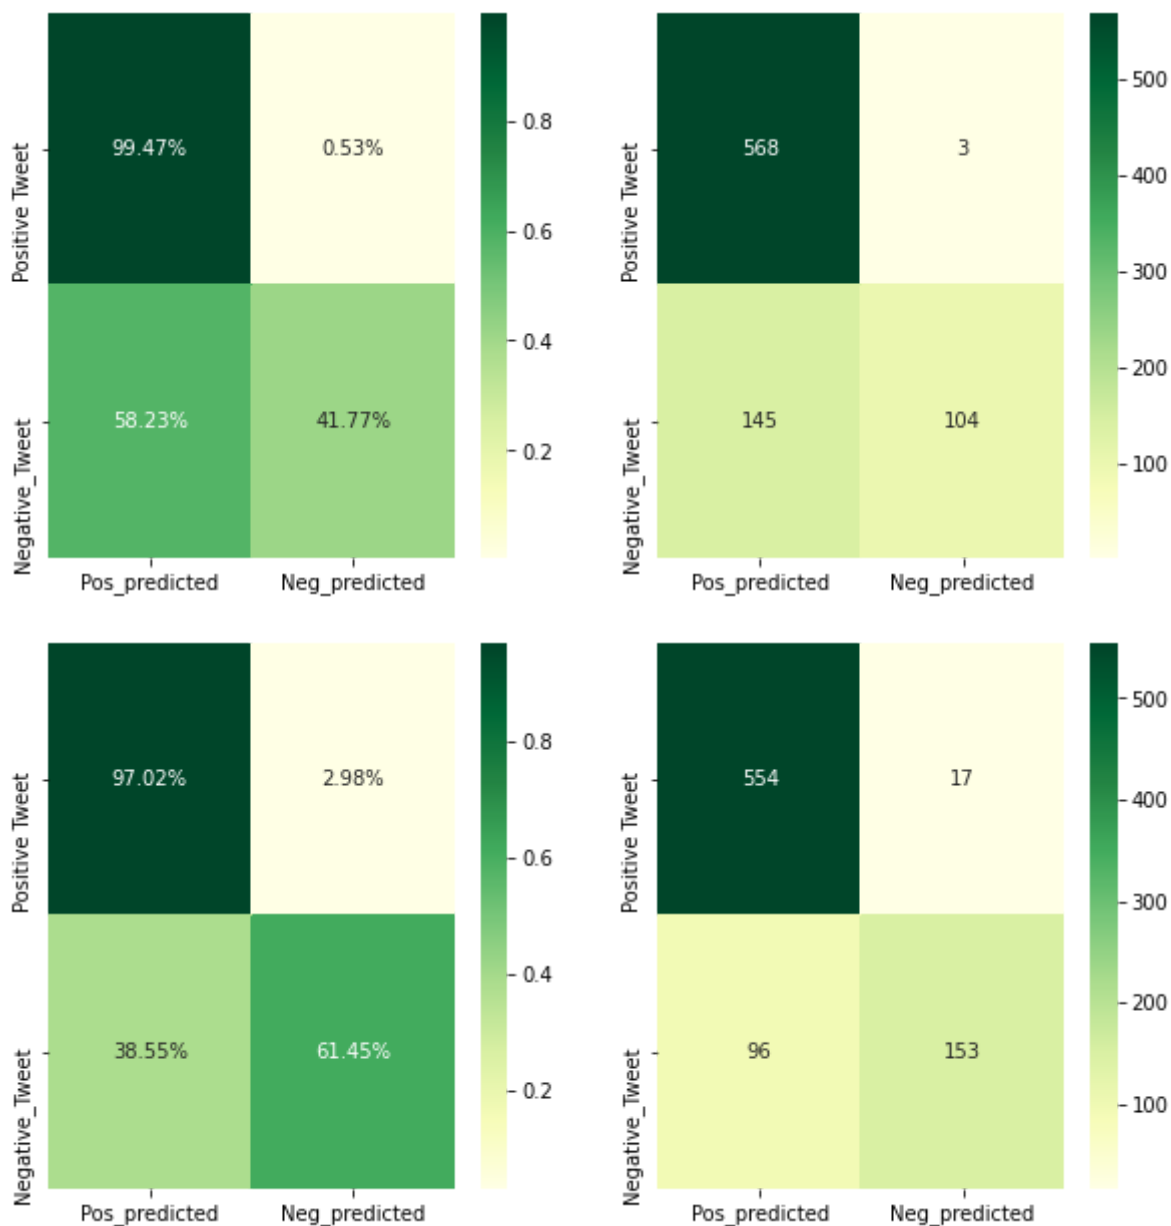 Positive Tweet
99.47%
0.53%
0.8
0.6
0.4
0.2
Negative_Tweet
58.23%
41.77%
Pos_predicted
Neg_predicted
Positive Tweet
568
3
500
400
300
200
100
Negative_Tweet
145
104
Pos_predicted
Neg_predicted
Positive Tweet
97.02%
2.98%
0.8
0.6
0.4
0.2
Negative_Tweet
38.55%
61.45%
Pos_predicted
Neg_predicted
Positive Tweet
554
17
500
400
300
200
100
Negative_Tweet
96
153
Pos_predicted
Neg_predicted